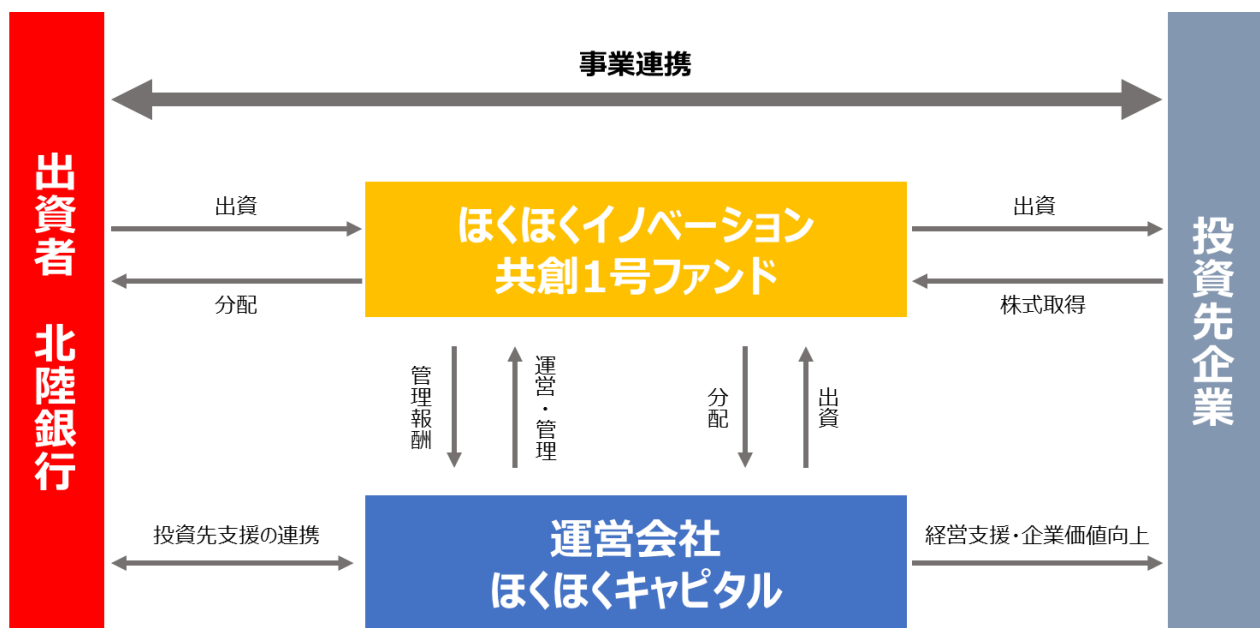 事業連携
出資者 北陸銀行
出資
分配
ほくほくイノベーション
共創1号ファンド
出資
株式取得
投資先企業
管理報酬
運営・管理
分配
出資
投資先支援の連携
運営会社
ほくほくキャピタル
経営支援・企業価値向上